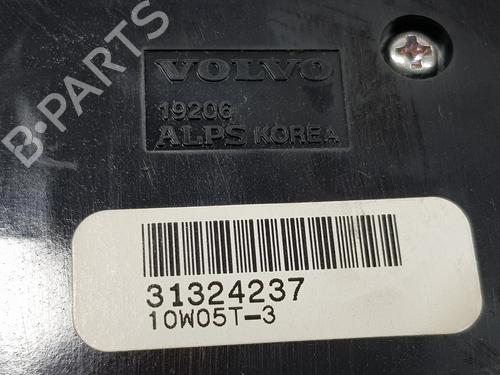 VOLVO
19206
ALPS KOREA
31324237
10W05T-3
B-PARTS